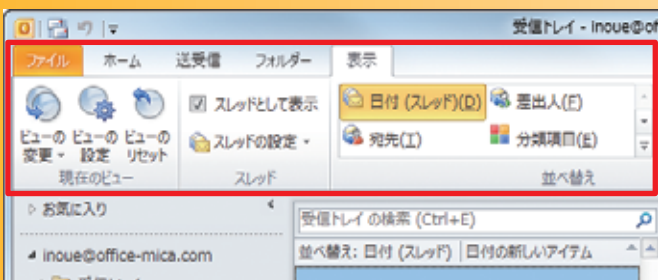 受信トレイ - inoue@of
ファイル ホーム 送受信 フォルダー 表示
ビューの変更 ビューの設定 ビューのリセット
現在のビュー
スレッドとして表示
スレッドの設定
スレッド
日付 (スレッド)(D) 差出人(F)
宛先(T) 分類項目(E)
並べ替え
お気に入り
受信トレイ の検索 (Ctrl+E)
inoue@office-mica.com
並べ替え: 日付 (スレッド) 日付の新しいアイテム